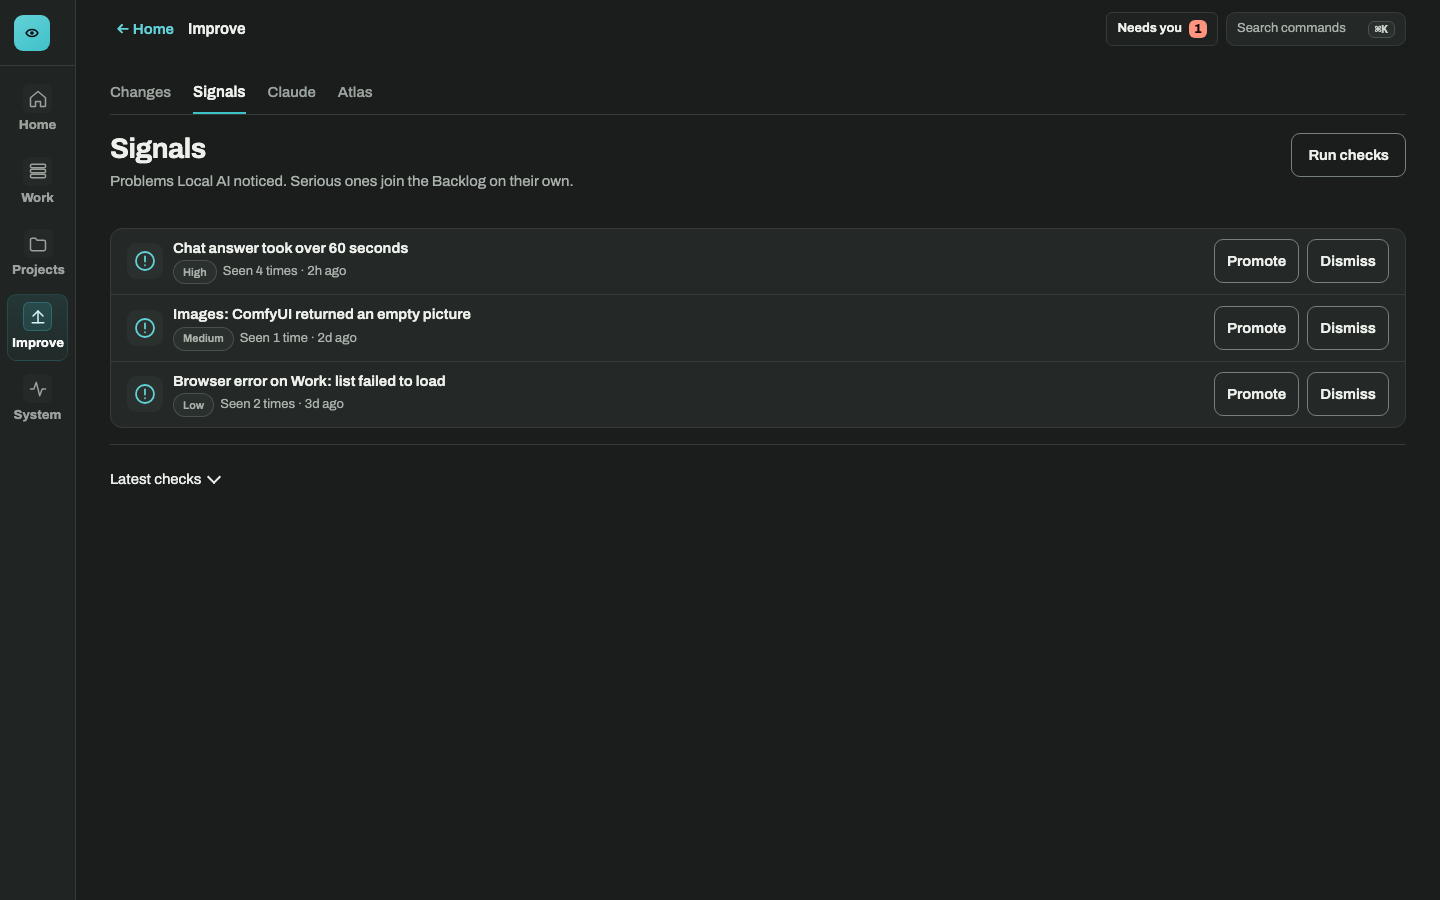 ← Home Improve
Needs you 1
Search commands ⌘K
Home
Work
Projects
Improve
System
Changes Signals Claude Atlas
Signals
Problems Local AI noticed. Serious ones join the Backlog on their own.
Run checks
Chat answer took over 60 seconds
High Seen 4 times · 2h ago
Promote Dismiss
Images: ComfyUI returned an empty picture
Medium Seen 1 time · 2d ago
Promote Dismiss
Browser error on Work: list failed to load
Low Seen 2 times · 3d ago
Promote Dismiss
Latest checks